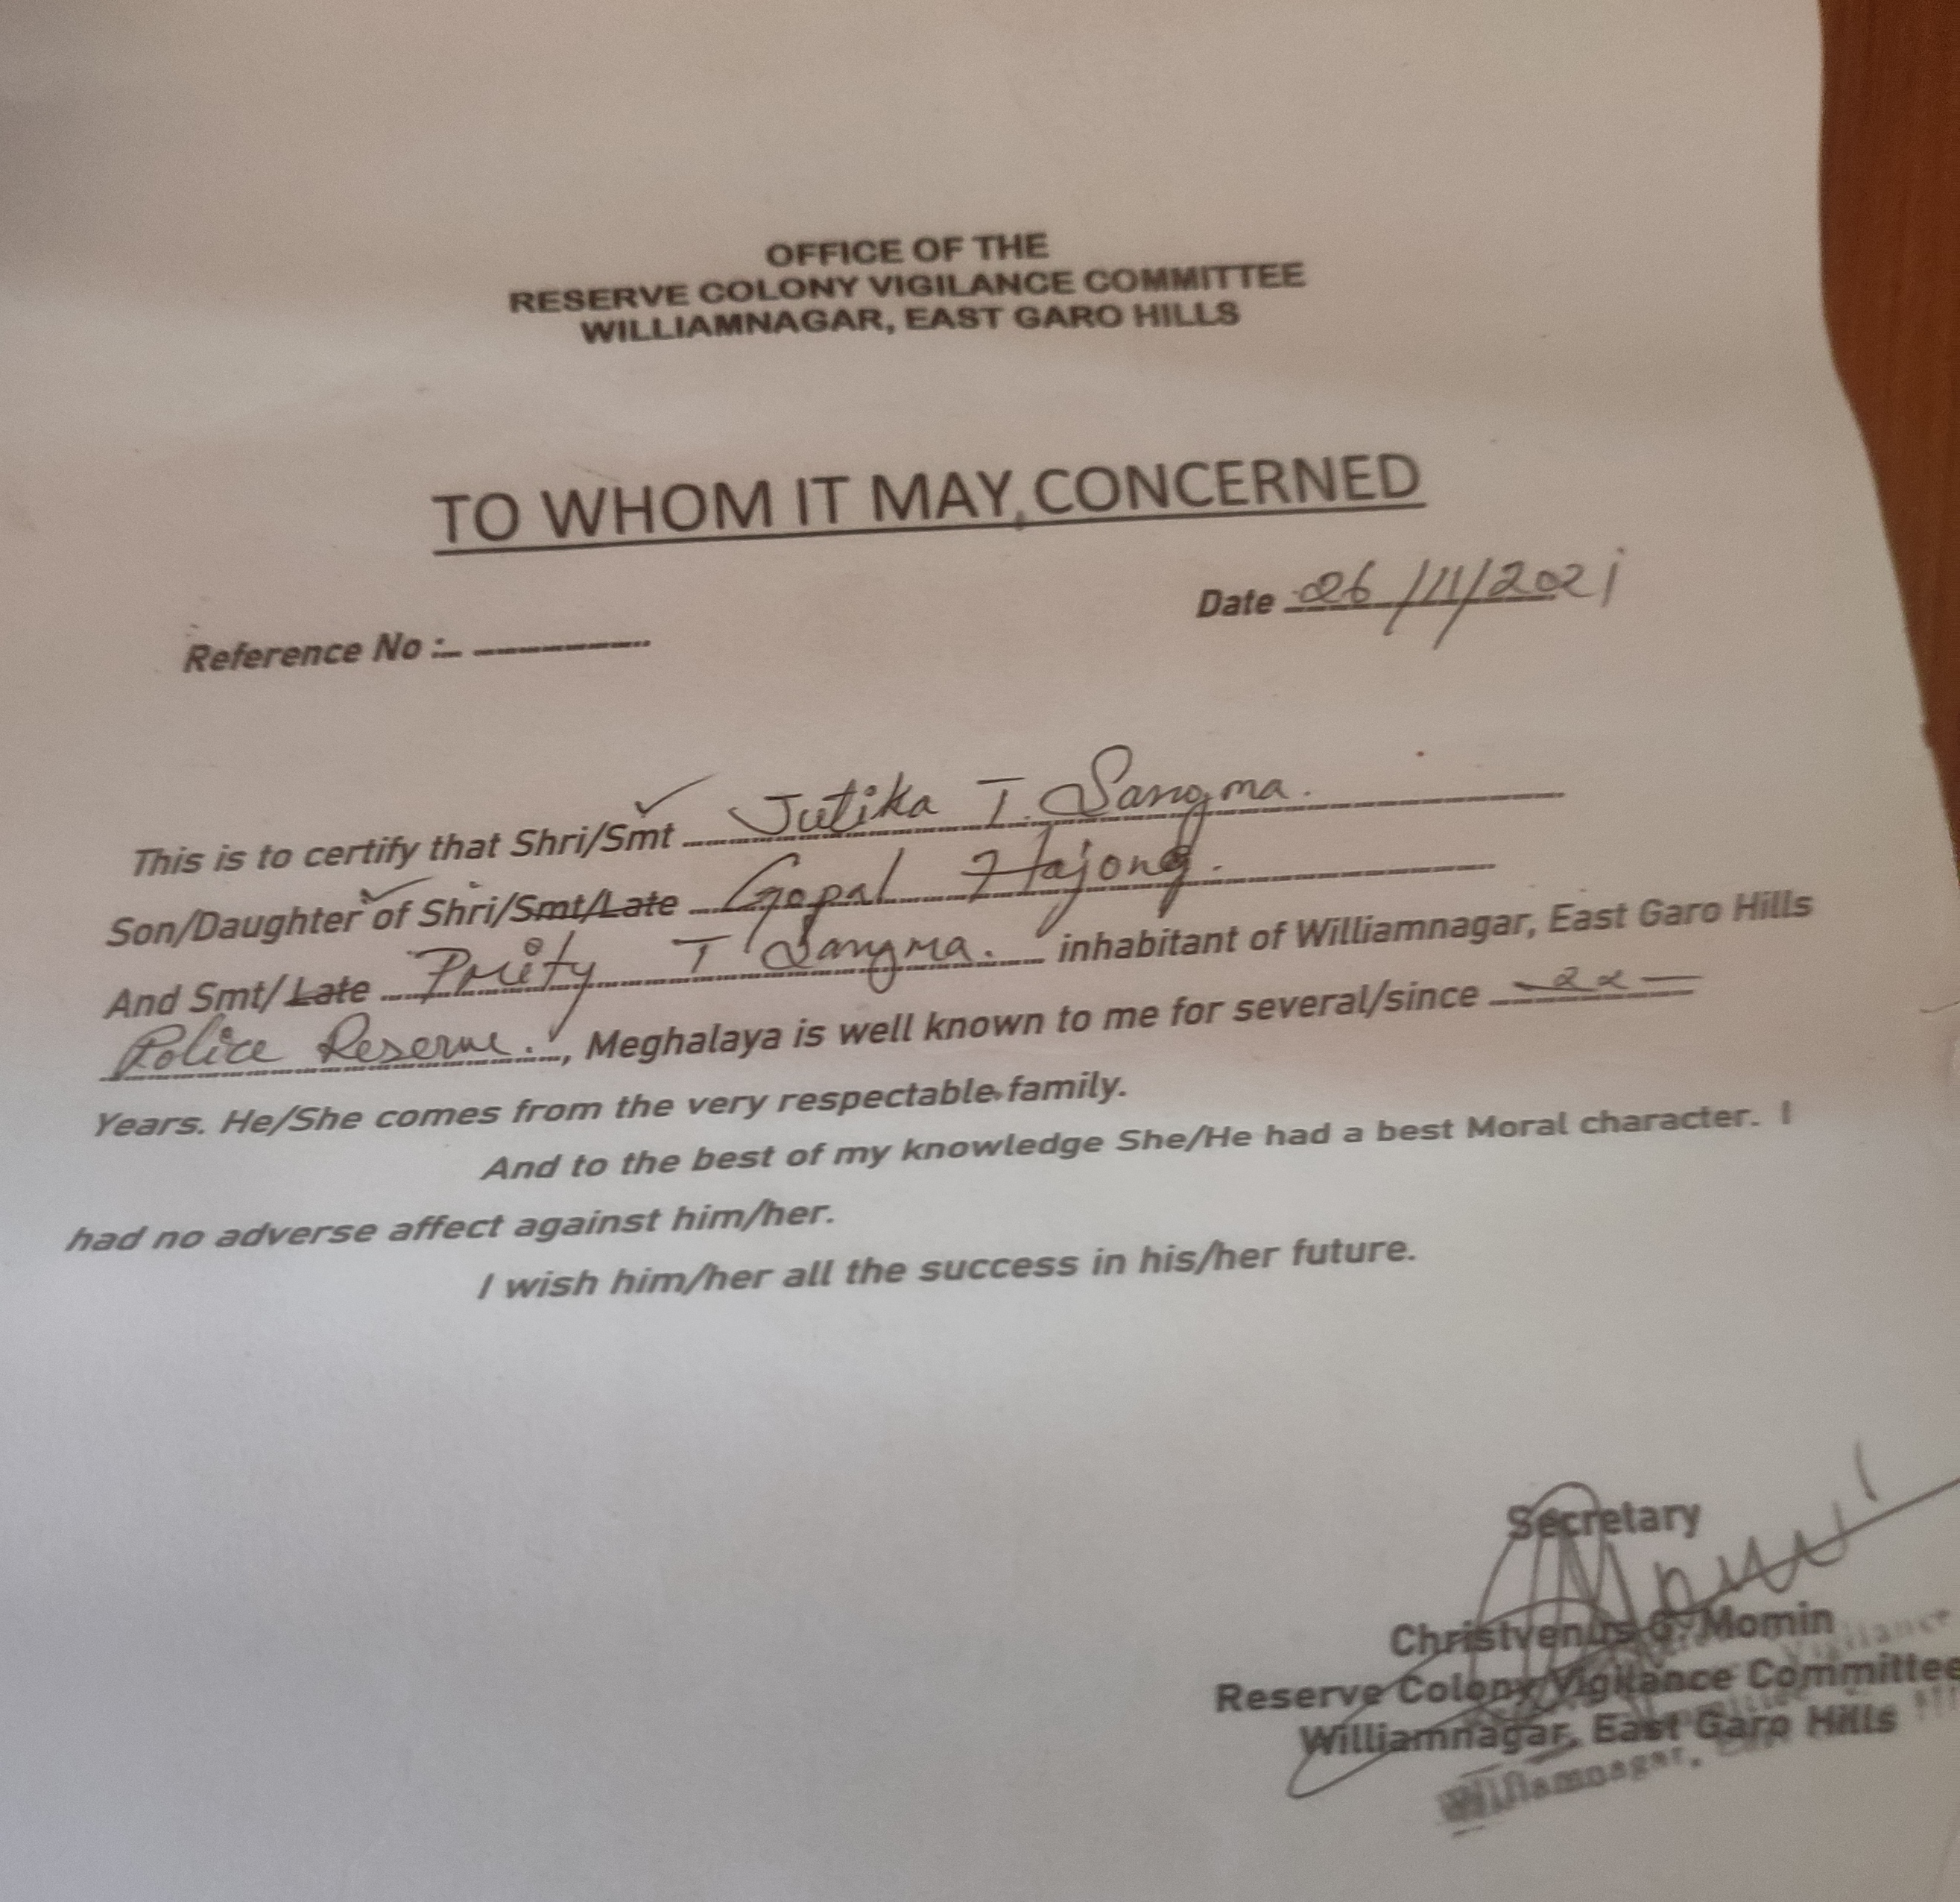 OFFICE OF THE
RESERVE COLONY VIGILANCE COMMITTEE
WILLIAMNAGAR, EAST GARO HILLS
TO WHOM IT MAY CONCERNED
Date 26/11/2021
Reference No :
This is to certify that Shri/Smt Jutika T. Sangma.
Son/Daughter of Shri/Smt/Late Gopal Hajong.
And Smt/Late Prity T Sangma. inhabitant of Williamnagar, East Garo Hills
Police Reserve., Meghalaya is well known to me for several/since
Years. He/She comes from the very respectable family.
And to the best of my knowledge She/He had a best Moral character. I
had no adverse affect against him/her.
I wish him/her all the success in his/her future.
Secretary
Christvenus G. Momin
Reserve Colony Vigilance Committee
Williamnagar, East Garo Hills
Williamnagar,